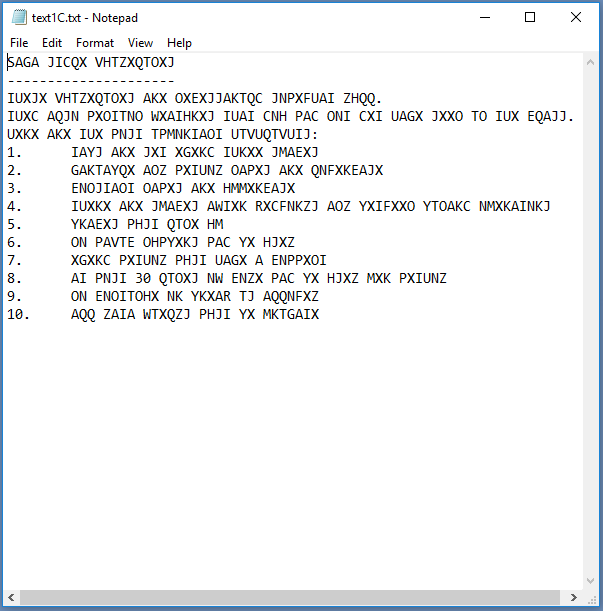 text1C.txt - Notepad
File Edit Format View Help
SAGA JICQX VHTZXQTOXJ
---------------------
IUXJX VHTZXQTOXJ AKX OXEXJJAKTQC JNPXFUAI ZHQQ.
IUXC AQJN PXOITNO WXAIHKXJ IUAI CNH PAC ONI CXI UAGX JXXO TO IUX EQAJJ.
UXKX AKX IUX PNJI TPMNKIAOI UTVUQTVUIJ:
1. IAYJ AKX JXI XGXKC IUKXX JMAEXJ
2. GAKTAYQX AOZ PXIUNZ OAPXJ AKX QNFXKEAJX
3. ENOJIAOI OAPXJ AKX HMMXKEAJX
4. IUXKX AKX JMAEXJ AWIXK RXCFNKZJ AOZ YXIFXXO YTOAKC NMXKAINKJ
5. YKAEXJ PHJI QTOX HM
6. ON PAVTE OHPYXKJ PAC YX HJXZ
7. XGXKC PXIUNZ PHJI UAGX A ENPPXOI
8. AI PNJI 30 QTOXJ NW ENZX PAC YX HJXZ MXK PXIUNZ
9. ON ENOITOHX NK YKXAR TJ AQQNFXZ
10. AQQ ZAIA WTXQZJ PHJI YX MKTGAIX